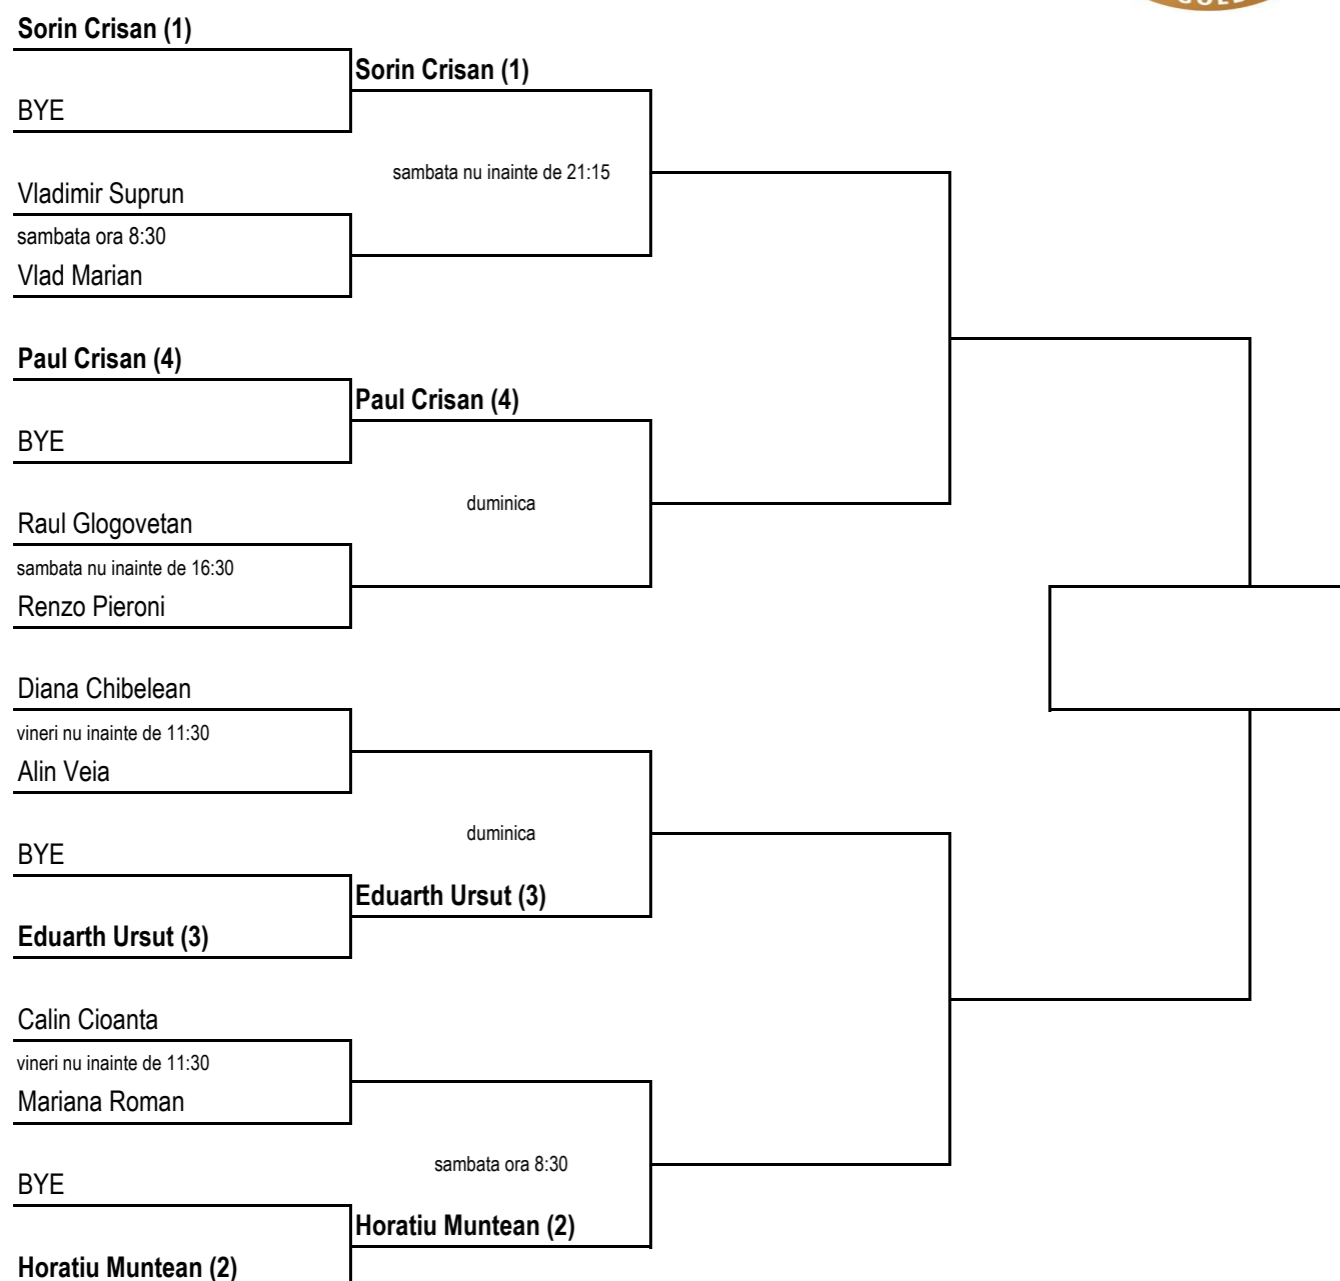 GOLD
Sorin Crisan (1)
Sorin Crisan (1)
BYE
sambata nu inainte de 21:15
Vladimir Suprun
sambata ora 8:30
Vlad Marian
Paul Crisan (4)
Paul Crisan (4)
BYE
duminica
Raul Glogovetan
sambata nu inainte de 16:30
Renzo Pieroni
Diana Chibelean
vineri nu inainte de 11:30
Alin Veia
duminica
BYE
Eduarth Ursut (3)
Eduarth Ursut (3)
Calin Cioanta
vineri nu inainte de 11:30
Mariana Roman
sambata ora 8:30
BYE
Horatiu Muntean (2)
Horatiu Muntean (2)